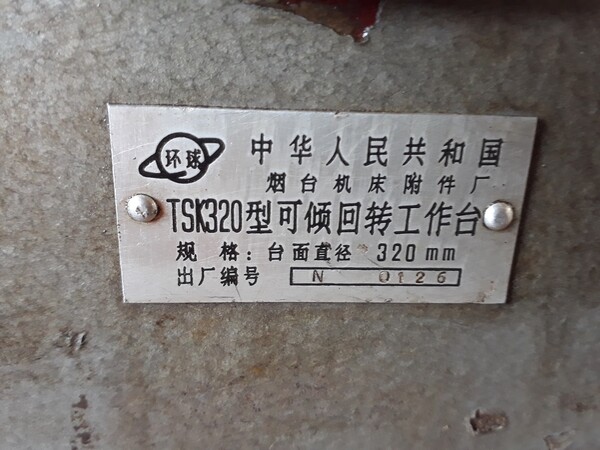 环球
中华人民共和国
烟台机床附件厂
TSK320型可倾回转工作台
规 格：台面直径 320 mm
出厂编号 N 0126